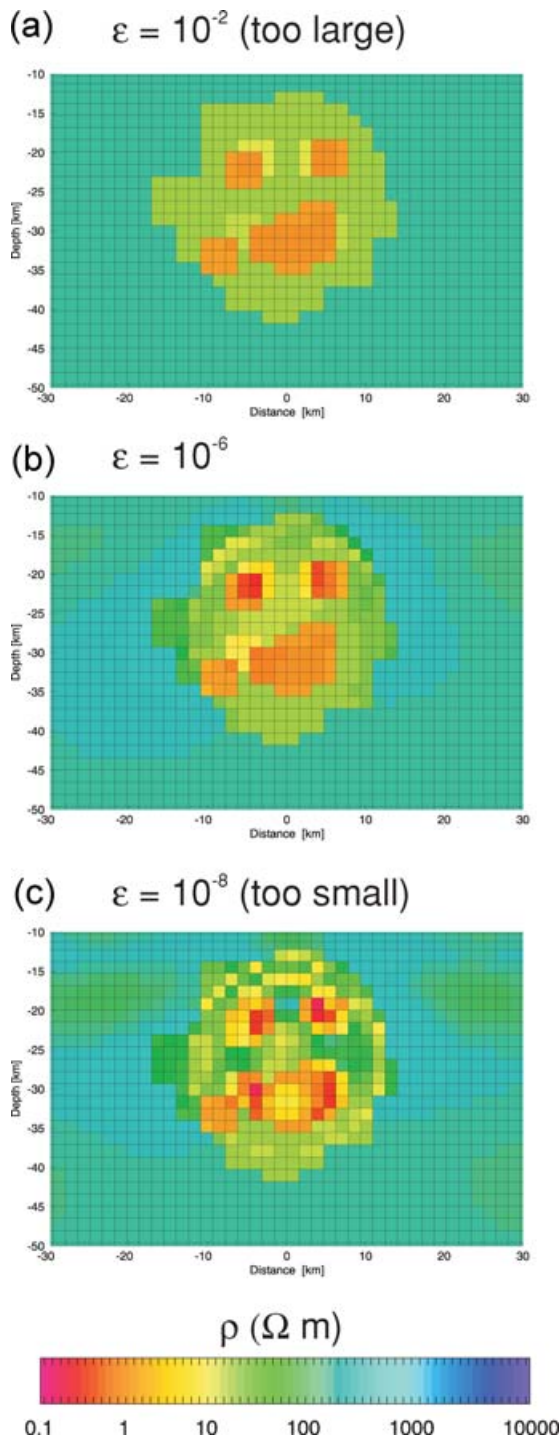 (a) ε = 10⁻² (too large)
-10
-15
-20
-25
-30
-35
-40
-45
-50
Depth [km]
-30 -20 -10 0 10 20 30
Distance [km]
(b) ε = 10⁻⁶
-10
-15
-20
-25
-30
-35
-40
-45
-50
Depth [km]
-30 -20 -10 0 10 20 30
Distance [km]
(c) ε = 10⁻⁸ (too small)
-10
-15
-20
-25
-30
-35
-40
-45
-50
Depth [km]
-30 -20 -10 0 10 20 30
Distance [km]
ρ (Ω m)
0.1 1 10 100 1000 10000